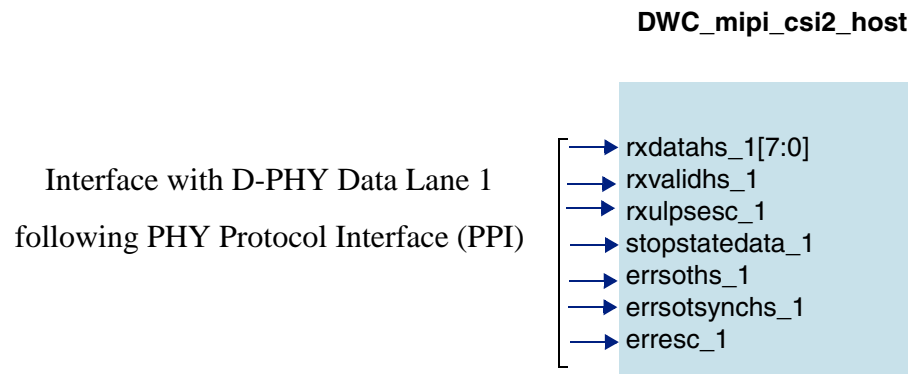 DWC_mipi_csi2_host
Interface with D-PHY Data Lane 1
following PHY Protocol Interface (PPI)
rxdatahs_1[7:0]
rxvalidhs_1
rxulpsesc_1
stopstatedata_1
errsoths_1
errsotsynchs_1
erresc_1